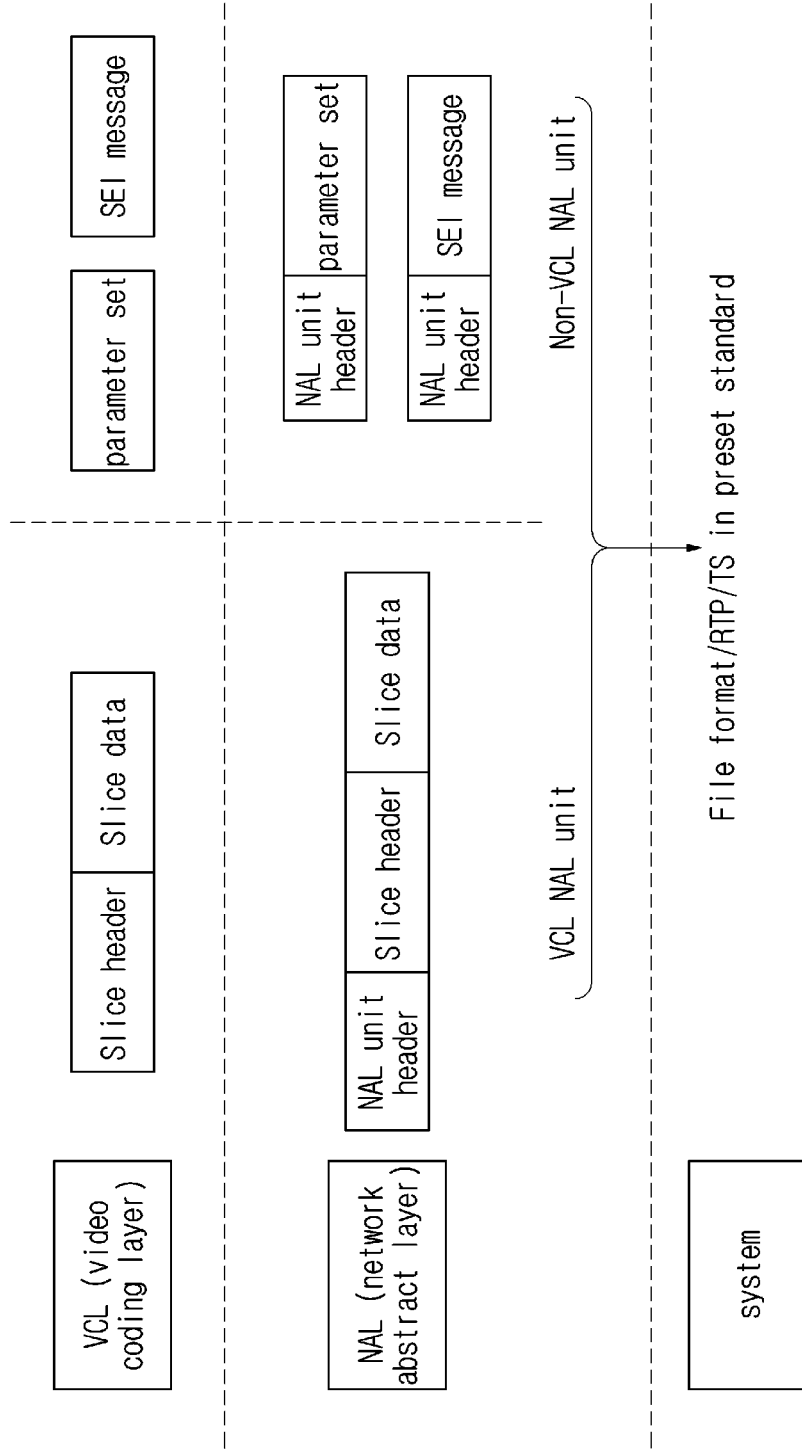 VCL (video
coding layer)
Slice header
Slice data
parameter set
SEI message
NAL (network
abstract layer)
NAL unit
header
Slice header
Slice data
NAL unit
header
parameter set
NAL unit
header
SEI message
VCL NAL unit
Non-VCL NAL unit
system
File format/RTP/TS in preset standard